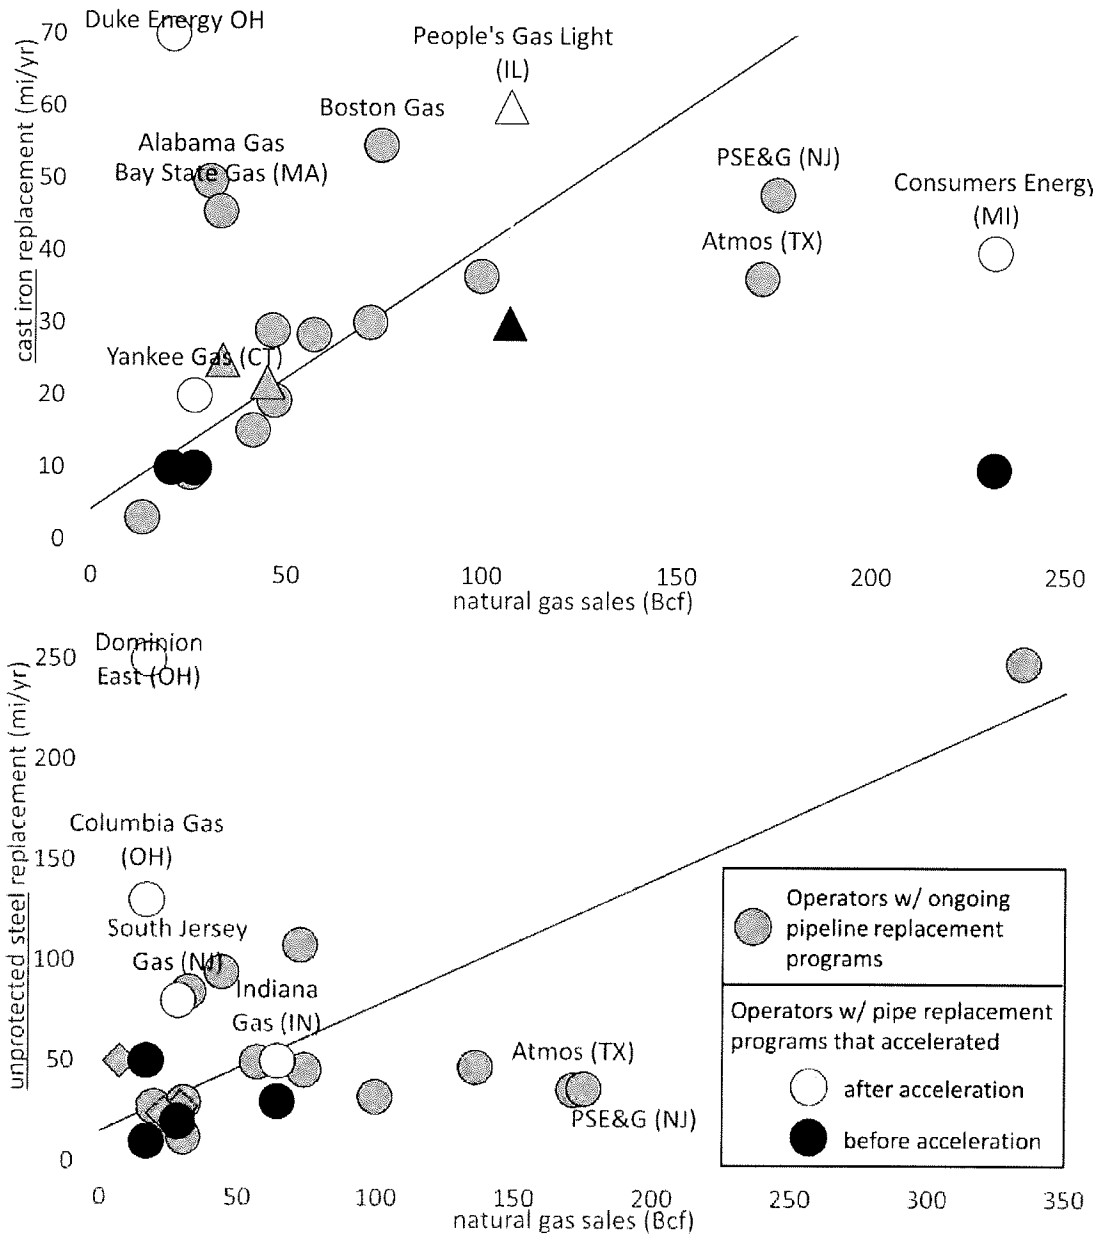 Duke Energy OH
70
60
50
40
30
20
10
0
cast iron replacement (mi/yr)
People's Gas Light
(IL)
Boston Gas
Alabama Gas
Bay State Gas (MA)
PSE&G (NJ)
Consumers Energy
(MI)
Atmos (TX)
Yankee Gas (CT)
0 50 100 150 200 250
natural gas sales (Bcf)
Dominion
East (OH)
250
200
150
100
50
0
unprotected steel replacement (mi/yr)
Columbia Gas
(OH)
South Jersey
Gas (NJ)
Indiana
Gas (IN)
Atmos (TX)
PSE&G (NJ)
Operators w/ ongoing
pipeline replacement
programs
Operators w/ pipe replacement
programs that accelerated
after acceleration
before acceleration
0 50 100 150 200 250 300 350
natural gas sales (Bcf)